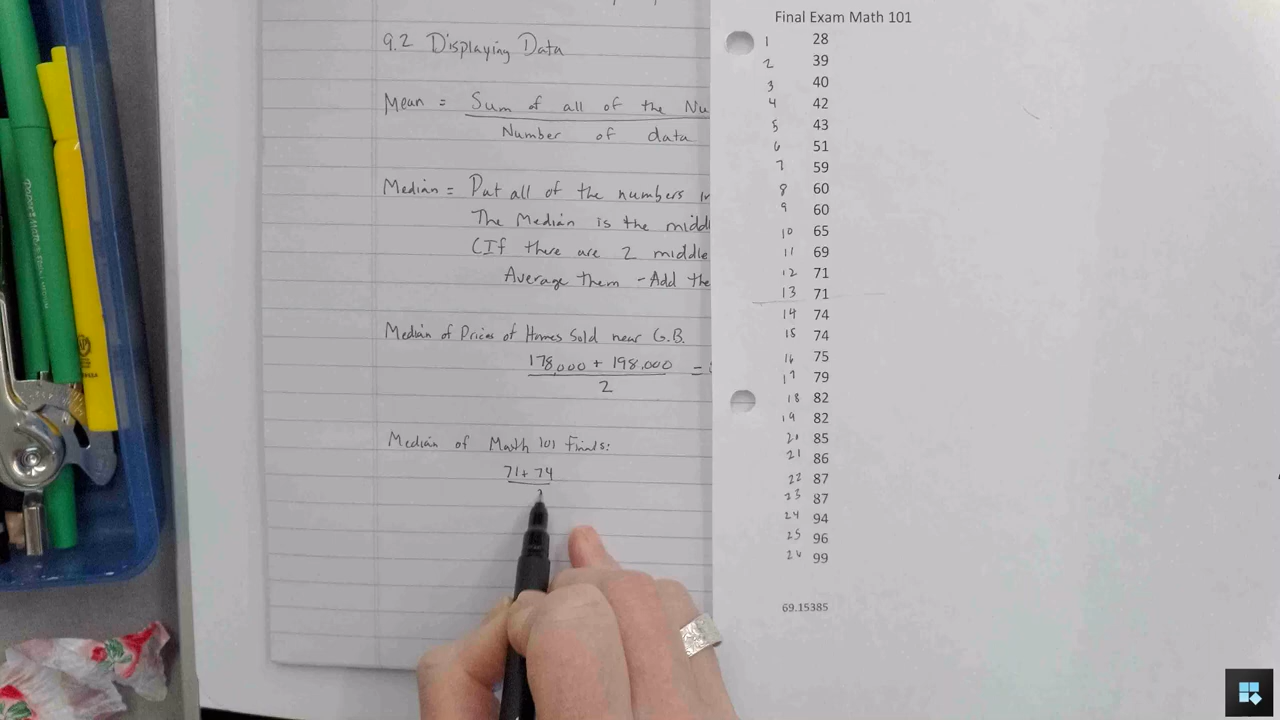 9.2 Displaying Data
Mean = Sum of all of the Nu
Number of data
Median = Put all of the numbers in
The Median is the middl
(If there are 2 middle
Average them - Add the
Median of Prices of Homes Sold near G.B.
178,000 + 198,000 =
2
Median of Math 101 Finals:
71 + 74
Final Exam Math 101
1 28
2 39
3 40
4 42
5 43
6 51
7 59
8 60
9 60
10 65
11 69
12 71
13 71
14 74
15 74
16 75
17 79
18 82
19 82
20 85
21 86
22 87
23 87
24 94
25 96
26 99
69.15385